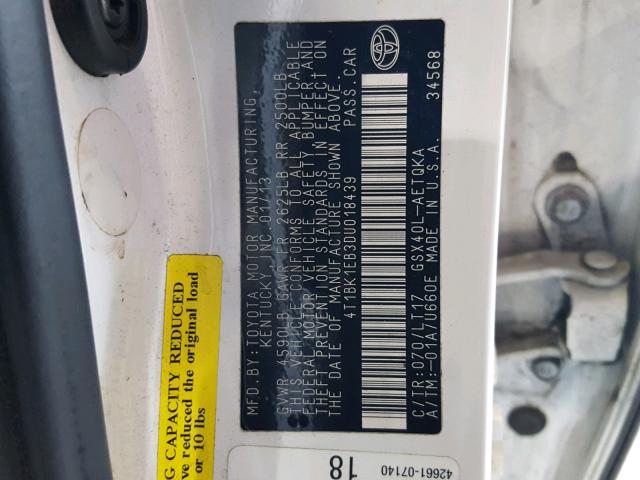 MFD.BY:TOYOTA MOTOR MANUFACTURING,
KENTUCKY, INC 01/13
GVWR 4590LB GAWR FR 2625LB RR 2500LB
THIS VEHICLE CONFORMS TO ALL APPLICABLE
FEDERAL MOTOR VEHICLE SAFETY, BUMPER, AND
THEFT PREVENTION STANDARDS IN EFFECT ON
THE DATE OF MANUFACTURE SHOWN ABOVE.
4T1BK1EB3DU018439 PASS.CAR
C/TR:070/LT17 GSX40L-AETQKA
A/TM:-01A/U660E MADE IN U.S.A.
34568
G CAPACITY REDUCED
ve reduced the original load
or 10 lbs
42661-07140
18